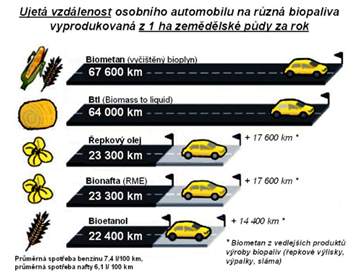 Ujetá vzdálenost osobního automobilu na různá biopaliva
vyprodukovaná z 1 ha zemědělské půdy za rok
Biometan (vyčištěný bioplyn)
67 600 km
Btl (Biomass to liquid)
64 000 km
Řepkový olej
23 300 km
+ 17 600 km *
Bionafta (RME)
23 300 km
+ 17 600 km *
Bioetanol
22 400 km
+ 14 400 km *
* Biometan z vedlejších produktů
výroby biopaliv (řepkové výlisky,
výpalky, sláma)
Průměrná spotřeba benzinu 7,4 l/100 km,
průměrná spotřeba nafty 6,1 l/ 100 km